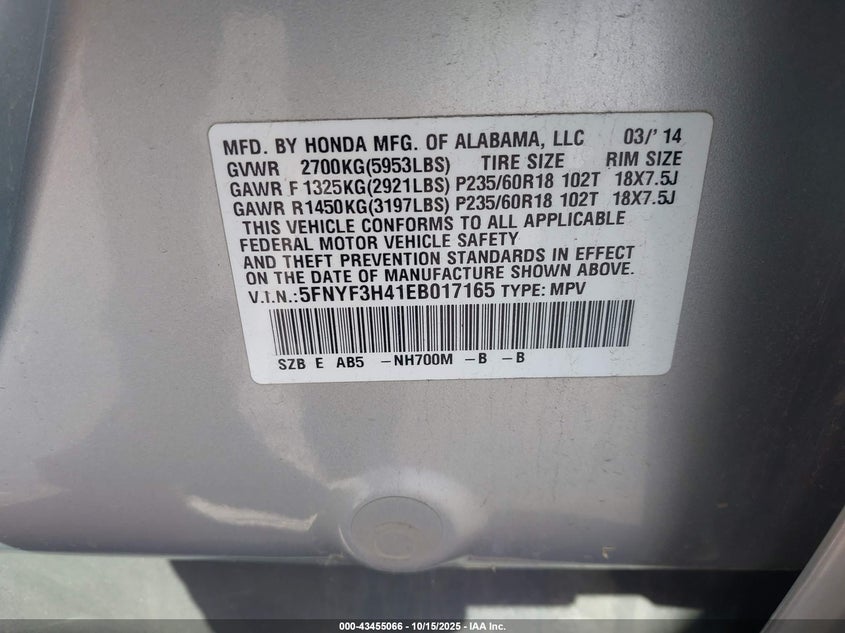 MFD. BY HONDA MFG. OF ALABAMA, LLC 03/' 14
GVWR 2700KG(5953LBS) TIRE SIZE RIM SIZE
GAWR F 1325KG(2921LBS) P235/60R18 102T 18X7.5J
GAWR R1450KG(3197LBS) P235/60R18 102T 18X7.5J
THIS VEHICLE CONFORMS TO ALL APPLICABLE
FEDERAL MOTOR VEHICLE SAFETY
AND THEFT PREVENTION STANDARDS IN EFFECT
ON THE DATE OF MANUFACTURE SHOWN ABOVE.
V.I.N.:5FNYF3H41EB017165 TYPE: MPV
SZB E AB5 –NH700M –B –B
000-43455066 - 10/15/2025 - IAA Inc.